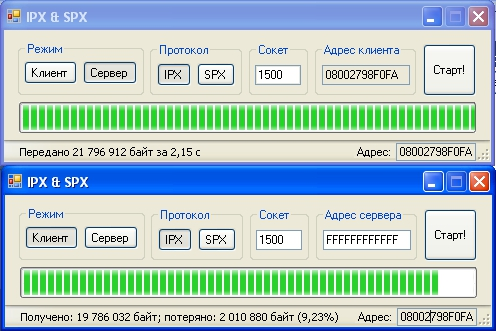 IPX & SPX
Режим Протокол Сокет Адрес клиента
Клиент Сервер IPX SPX 1500 08002798F0FA Старт!
Передано 21 796 912 байт за 2,15 с Адрес: 08002798F0FA
IPX & SPX
Режим Протокол Сокет Адрес сервера
Клиент Сервер IPX SPX 1500 FFFFFFFFFFFF Старт!
Получено: 19 786 032 байт; потеряно: 2 010 880 байт (9,23%) Адрес: 08002798F0FA